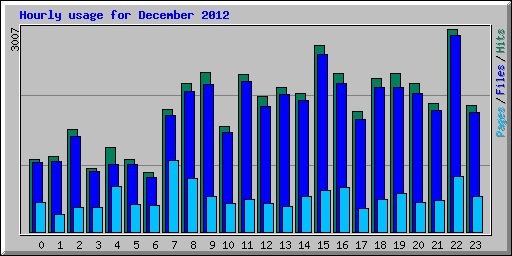 Hourly usage for December 2012
3007
Pages / Files / Hits
0 1 2 3 4 5 6 7 8 9 10 11 12 13 14 15 16 17 18 19 20 21 22 23